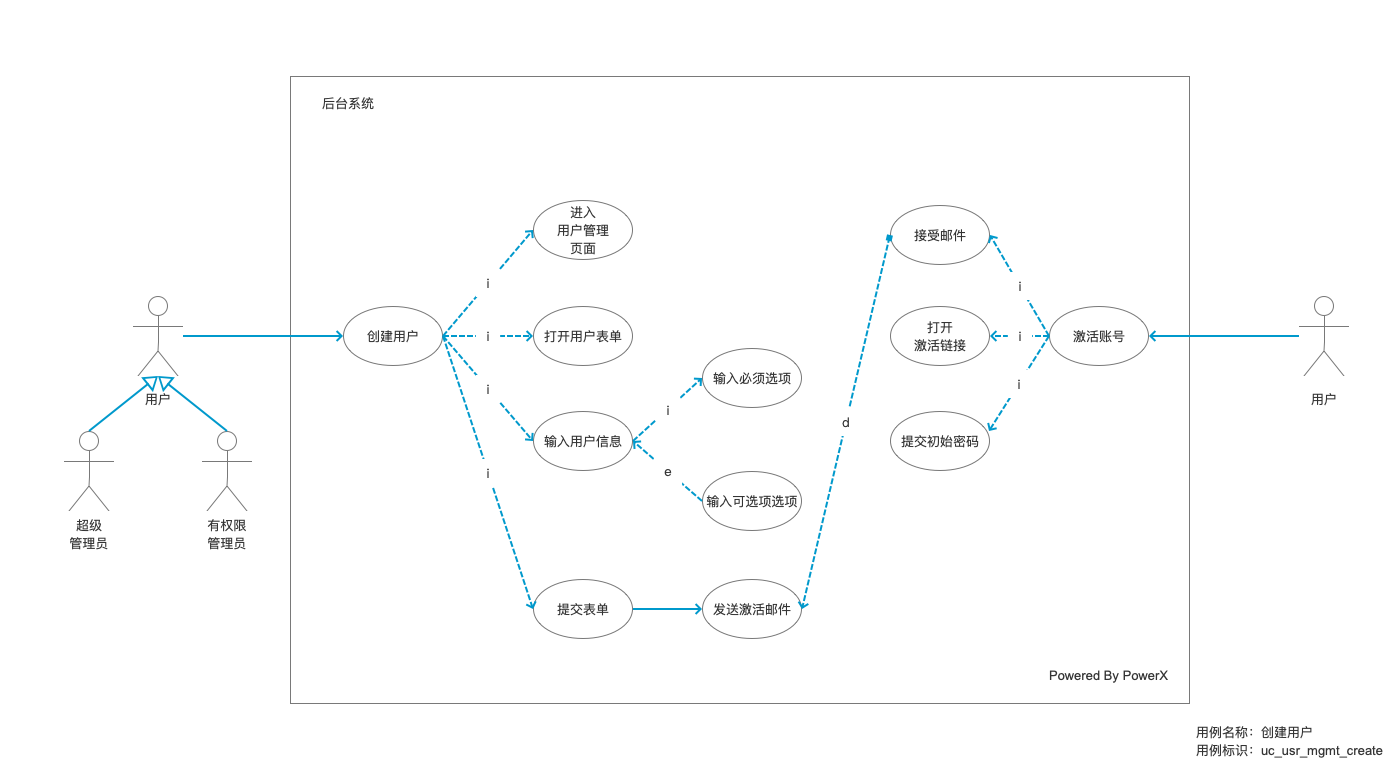 后台系统
进入
用户管理
页面
接受邮件
i
i
创建用户
i
打开用户表单
打开
激活链接
i
激活账号
用户
用户
输入必须选项
i
i
i
d
输入用户信息
提交初始密码
i
e
输入可选项选项
超级
管理员
有权限
管理员
提交表单
发送激活邮件
Powered By PowerX
用例名称：创建用户
用例标识：uc_usr_mgmt_create